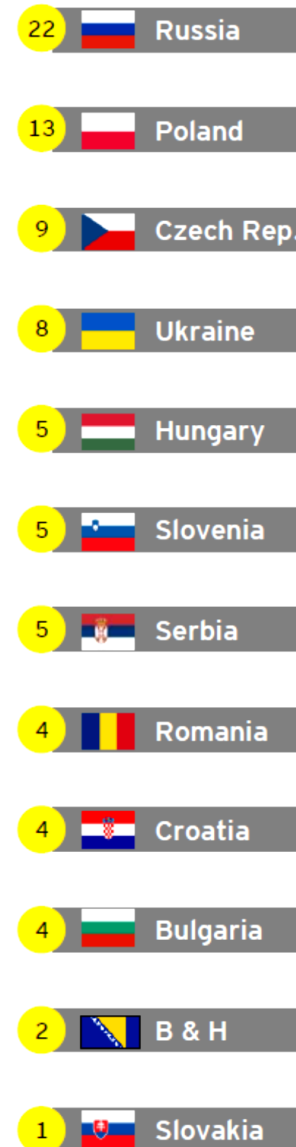 22 Russia
13 Poland
9 Czech Rep.
8 Ukraine
5 Hungary
5 Slovenia
5 Serbia
4 Romania
4 Croatia
4 Bulgaria
2 B & H
1 Slovakia